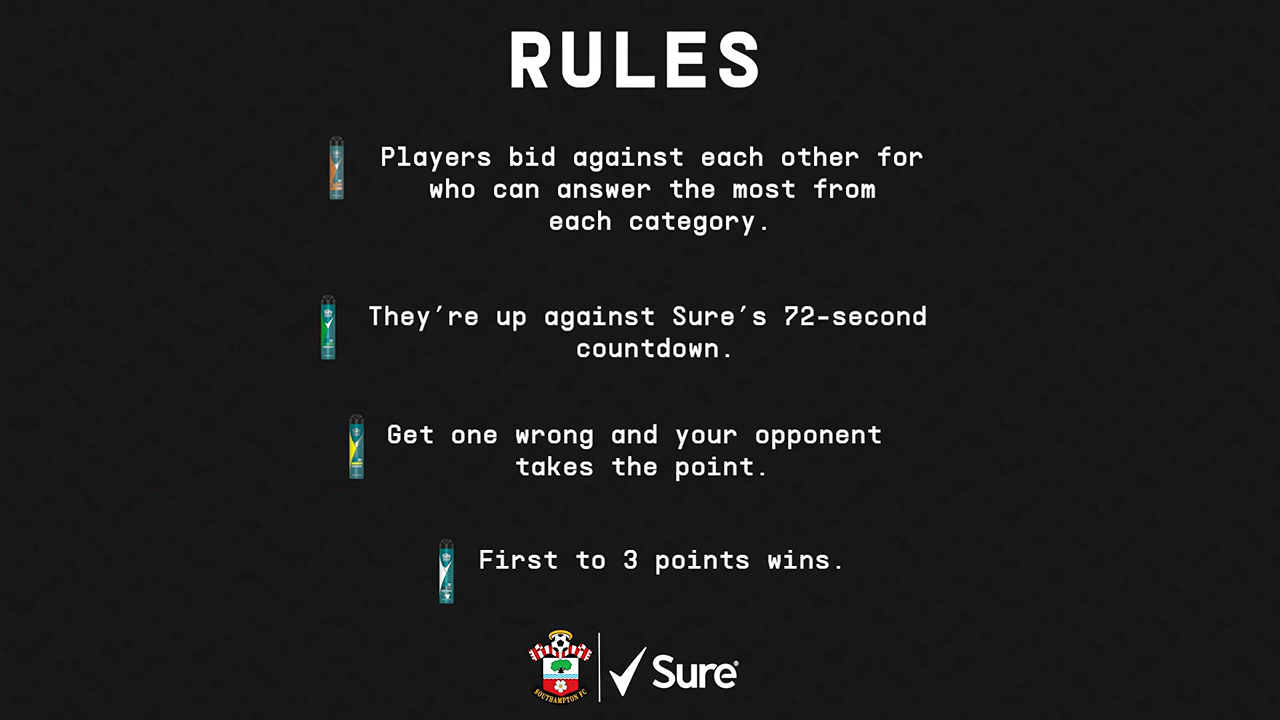 RULES
Players bid against each other for
who can answer the most from
each category.
They're up against Sure's 72-second
countdown.
Get one wrong and your opponent
takes the point.
First to 3 points wins.
SOUTHAMPTON FC
Sure®